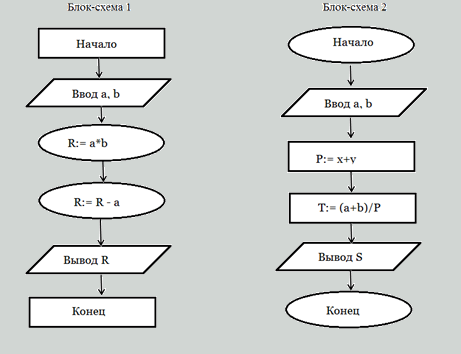 Блок-схема 1
Начало
Ввод a, b
R:= a*b
R:= R - a
Вывод R
Конец
Блок-схема 2
Начало
Ввод a, b
P:= x+y
T:= (a+b)/P
Вывод S
Конец